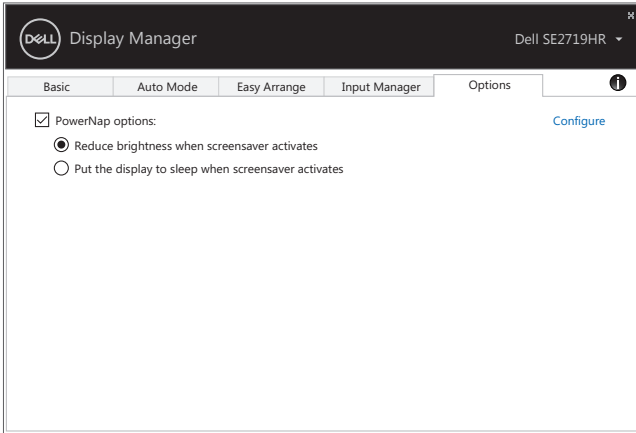 DELL Display Manager
Dell SE2719HR
Basic Auto Mode Easy Arrange Input Manager Options
PowerNap options: Configure
Reduce brightness when screensaver activates
Put the display to sleep when screensaver activates